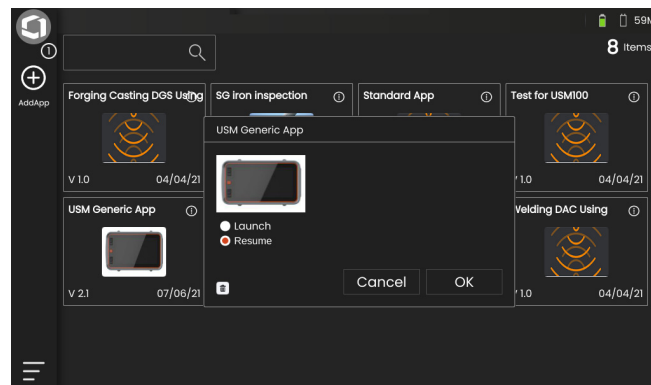 59M
1
8 Items
AddApp
Forging Casting DGS Using
SG iron inspection
Standard App
Test for USM100
V 1.0 04/04/21
1.0 04/04/21
USM Generic App
V 2.1 07/06/21
USM Generic App
Launch
Resume
Cancel
OK
Welding DAC Using
1.0 04/04/21